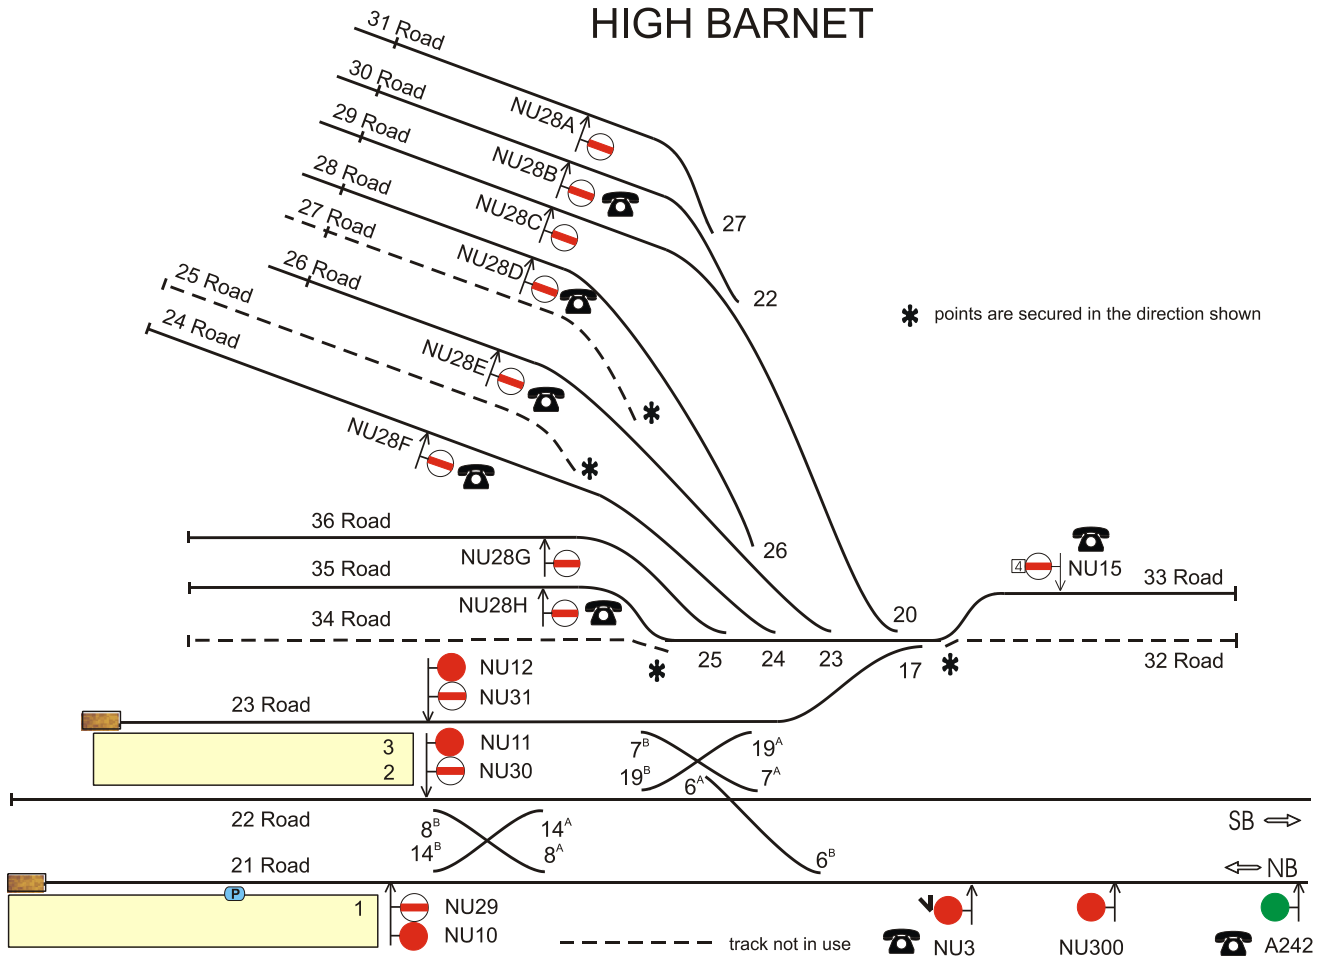 HIGH BARNET
31 Road
30 Road
NU28A
29 Road
NU28B
28 Road
NU28C
27 Road
27
NU28D
26 Road
25 Road
22
24 Road
points are secured in the direction shown
NU28E
NU28F
36 Road
26
NU28G
35 Road
4
NU15
33 Road
NU28H
34 Road
20
25
24
23
17
32 Road
NU12
NU31
23 Road
3
NU11
7B
19A
2
NU30
19B
6A
7A
22 Road
8B
14A
SB
14B
8A
6B
21 Road
NB
P
1
NU29
NU10
track not in use
NU3
NU300
A242